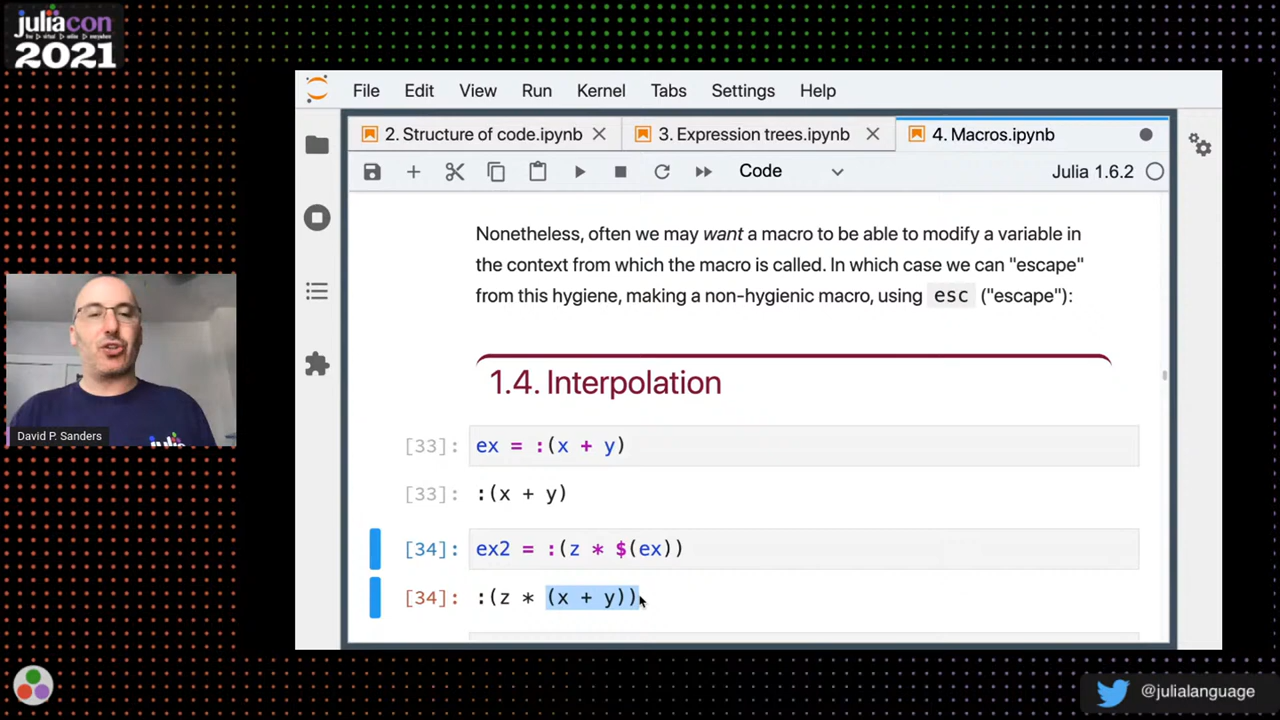 juliacon
free ▷ virtual ▷ online ▷ everywhere
2021
File Edit View Run Kernel Tabs Settings Help
2. Structure of code.ipynb
3. Expression trees.ipynb
4. Macros.ipynb
Code
Julia 1.6.2
Nonetheless, often we may want a macro to be able to modify a variable in
the context from which the macro is called. In which case we can "escape"
from this hygiene, making a non-hygienic macro, using esc ("escape"):
1.4. Interpolation
[33]: ex = :(x + y)
[33]: :(x + y)
[34]: ex2 = :(z * $(ex))
[34]: :(z * (x + y))
David P. Sanders
@julialanguage